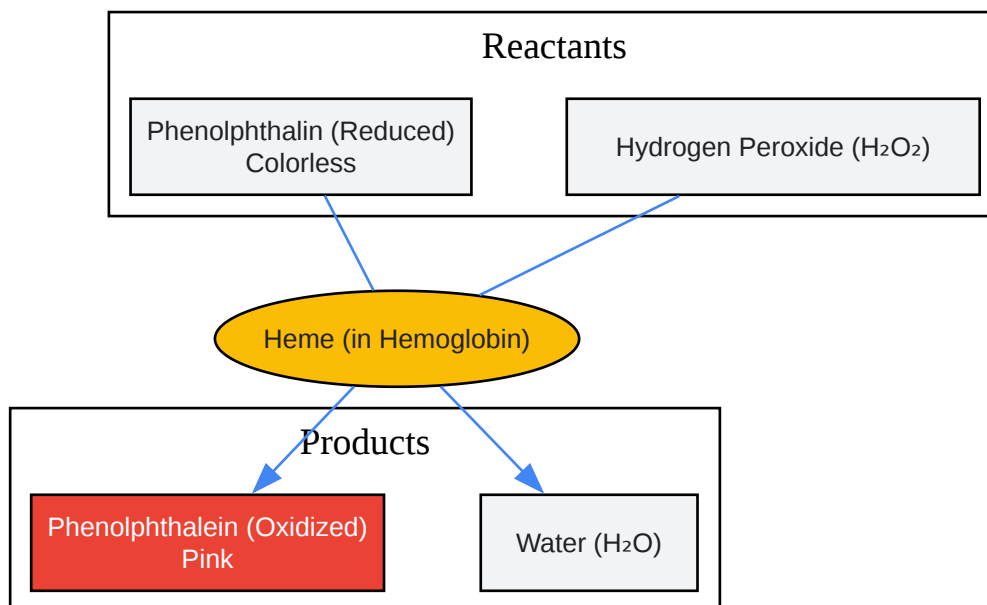 Reactants
Phenolphthalin (Reduced)
Colorless
Hydrogen Peroxide (H₂O₂)
Heme (in Hemoglobin)
Products
Phenolphthalein (Oxidized)
Pink
Water (H₂O)